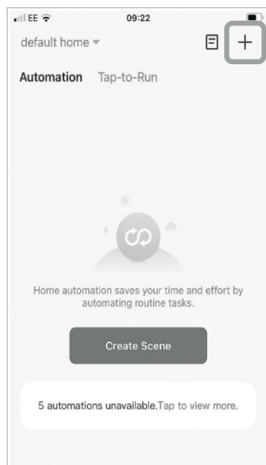 EE 09:22
default home
Automation Tap-to-Run
Home automation saves your time and effort by
automating routine tasks.
Create Scene
5 automations unavailable.Tap to view more.